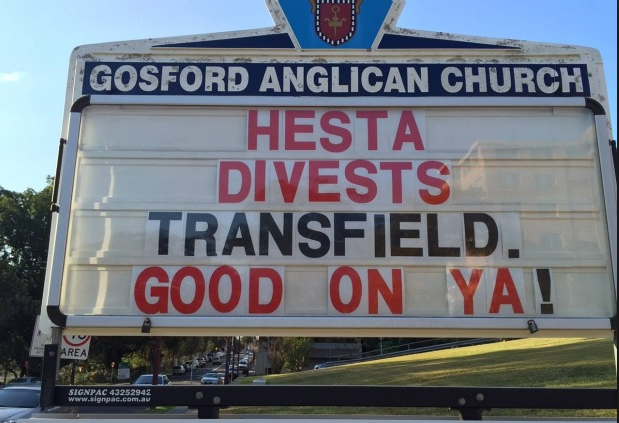 GOSFORD ANGLICAN CHURCH
HESTA
DIVESTS
TRANSFIELD.
GOOD ON YA!
AREA
SIGNPAC 43252942
www.signpac.com.au